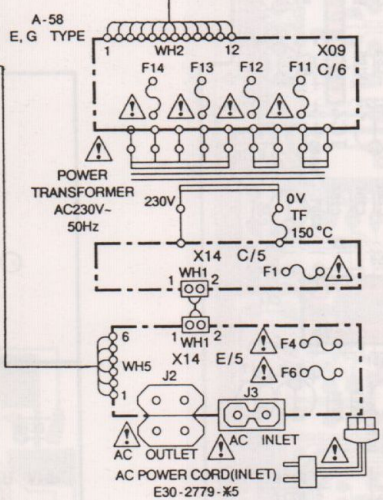 A-58
E, G TYPE
1 WH2 12
X09
C/6
F14 F13 F12 F11
POWER
TRANSFORMER
AC230V~
50Hz
230V
0V
TF
150°C
X14 C/5
F1
1 WH1 2
1 2
WH1
X14 E/5
6
WH5
1
F4
F6
J2
J3
AC OUTLET
AC INLET
AC POWER CORD(INLET)
E30-2779-※5